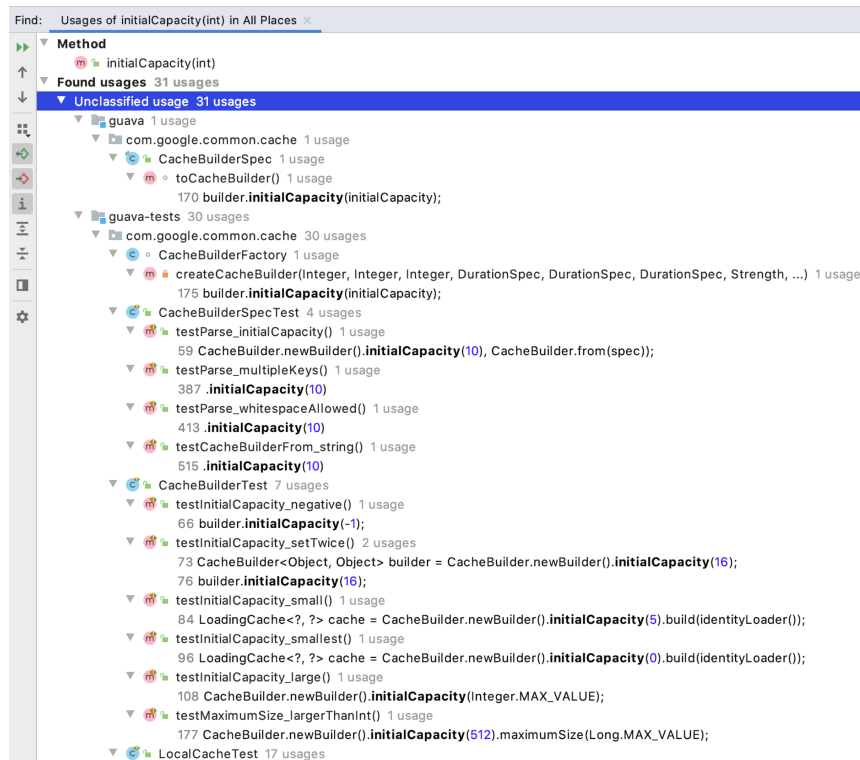 Find: Usages of initialCapacity(int) in All Places ×
Method
m initialCapacity(int)
Found usages 31 usages
Unclassified usage 31 usages
guava 1 usage
com.google.common.cache 1 usage
C CacheBuilderSpec 1 usage
m toCacheBuilder() 1 usage
170 builder.initialCapacity(initialCapacity);
guava-tests 30 usages
com.google.common.cache 30 usages
C CacheBuilderFactory 1 usage
m createCacheBuilder(Integer, Integer, Integer, DurationSpec, DurationSpec, DurationSpec, Strength, ...) 1 usage
175 builder.initialCapacity(initialCapacity);
C CacheBuilderSpecTest 4 usages
m testParse_initialCapacity() 1 usage
59 CacheBuilder.newBuilder().initialCapacity(10), CacheBuilder.from(spec));
m testParse_multipleKeys() 1 usage
387 .initialCapacity(10)
m testParse_whitespaceAllowed() 1 usage
413 .initialCapacity(10)
m testCacheBuilderFrom_string() 1 usage
515 .initialCapacity(10)
C CacheBuilderTest 7 usages
m testInitialCapacity_negative() 1 usage
66 builder.initialCapacity(-1);
m testInitialCapacity_setTwice() 2 usages
73 CacheBuilder<Object, Object> builder = CacheBuilder.newBuilder().initialCapacity(16);
76 builder.initialCapacity(16);
m testInitialCapacity_small() 1 usage
84 LoadingCache<?, ?> cache = CacheBuilder.newBuilder().initialCapacity(5).build(identityLoader());
m testInitialCapacity_smallest() 1 usage
96 LoadingCache<?, ?> cache = CacheBuilder.newBuilder().initialCapacity(0).build(identityLoader());
m testInitialCapacity_large() 1 usage
108 CacheBuilder.newBuilder().initialCapacity(Integer.MAX_VALUE);
m testMaximumSize_largerThanInt() 1 usage
177 CacheBuilder.newBuilder().initialCapacity(512).maximumSize(Long.MAX_VALUE);
C LocalCacheTest 17 usages